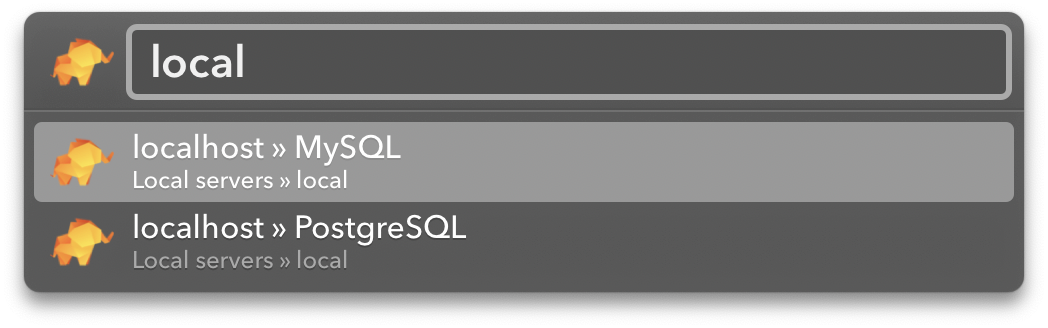 local
localhost » MySQL
Local servers » local
localhost » PostgreSQL
Local servers » local